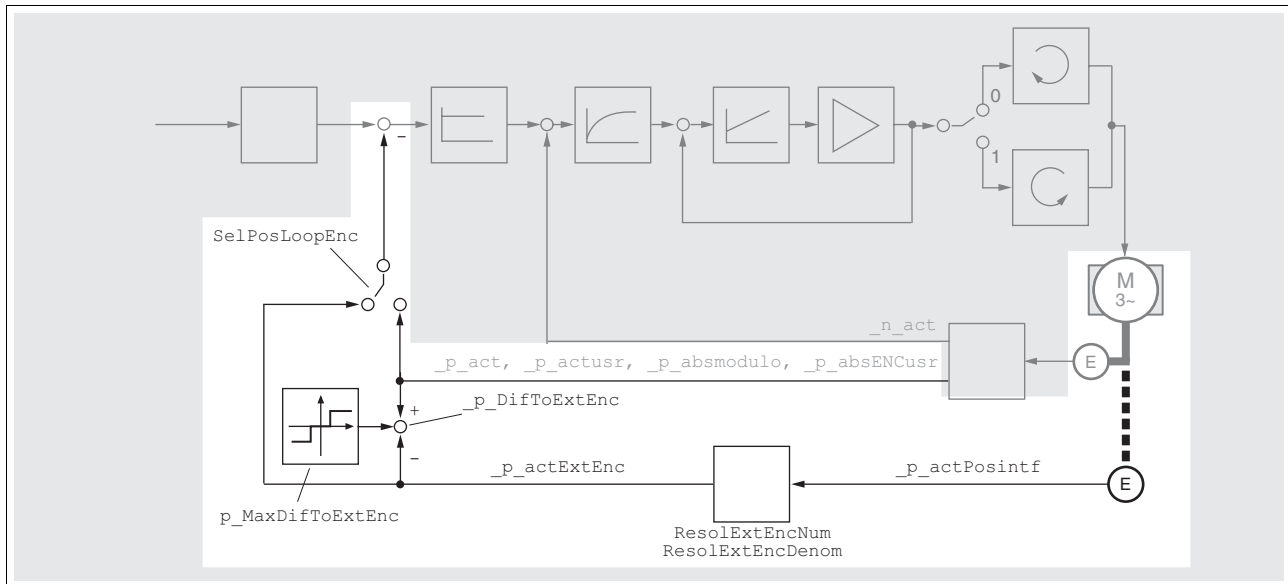 0
−
1
SelPosLoopEnc
M
3~
_n_act
E
_p_act, _p_actusr, _p_absmodulo, _p_absENCusr
+
_p_DifToExtEnc
−
_p_actExtEnc
_p_actPosintf
E
p_MaxDifToExtEnc
ResolExtEncNum
ResolExtEncDenom